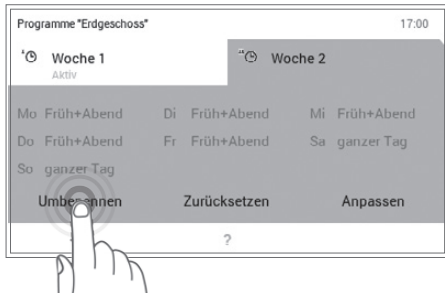 Programme "Erdgeschoss" 17:00
Woche 1 Woche 2
Aktiv
Mo Früh+Abend Di Früh+Abend Mi Früh+Abend
Do Früh+Abend Fr Früh+Abend Sa ganzer Tag
So ganzer Tag
Umbenennen Zurücksetzen Anpassen
?